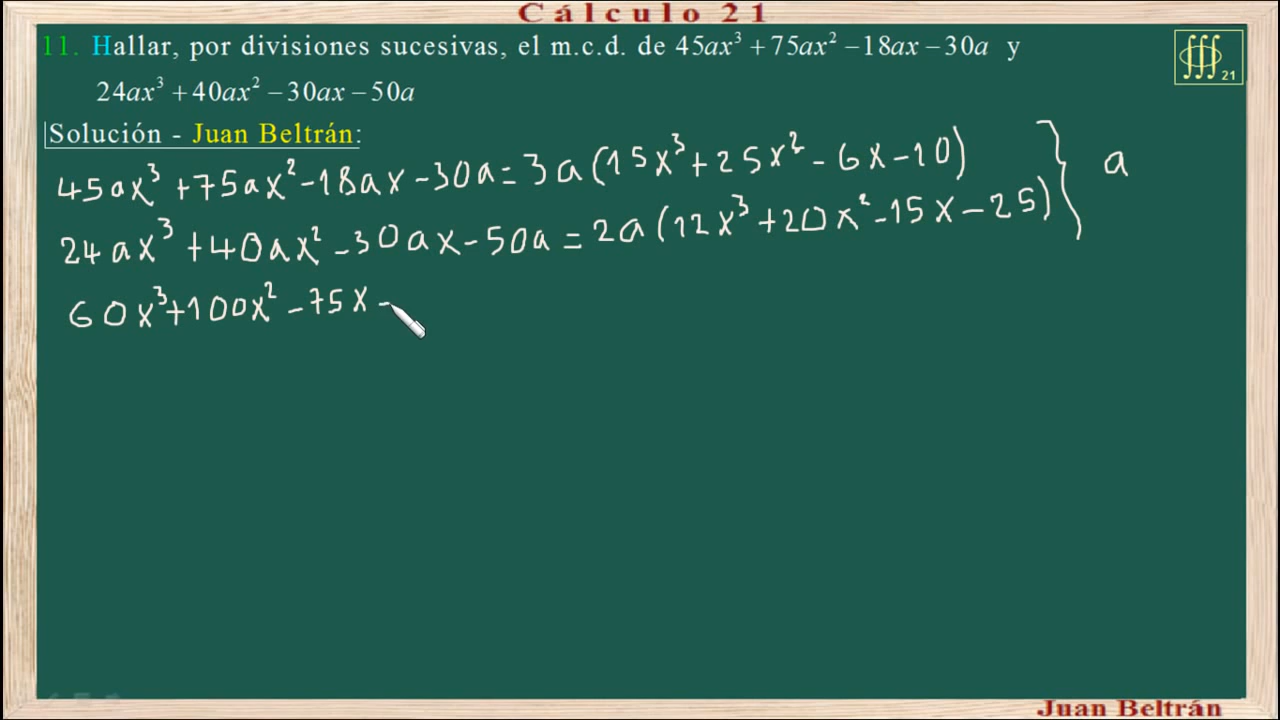 Cálculo 21
11. Hallar, por divisiones sucesivas, el m.c.d. de 45ax³ + 75ax² − 18ax − 30a y
24ax³ + 40ax² − 30ax − 50a
∫∫∫ 21
Solución - Juan Beltrán:
45ax³ + 75ax² - 18ax - 30a = 3a(15x³ + 25x² - 6x - 10) } a
24ax³ + 40ax² - 30ax - 50a = 2a(12x³ + 20x² - 15x - 25)
60x³ + 100x² - 75x -
Juan Beltrán